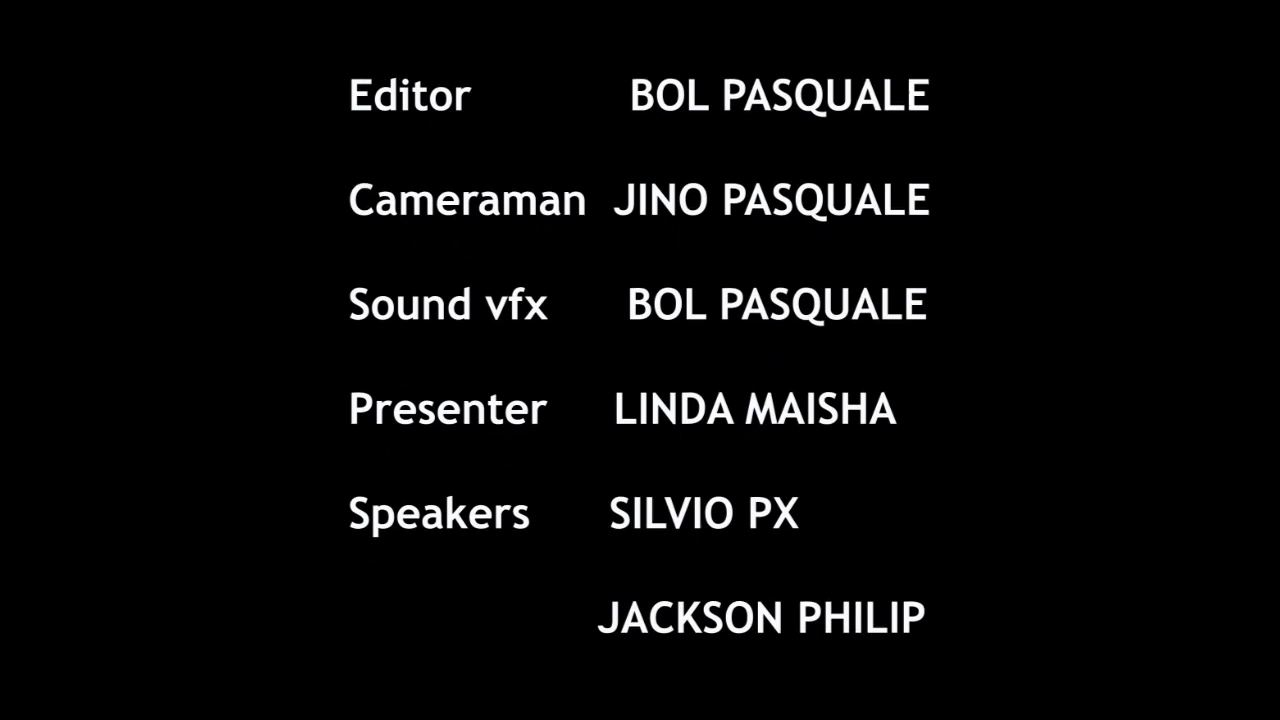 Editor BOL PASQUALE
Cameraman JINO PASQUALE
Sound vfx BOL PASQUALE
Presenter LINDA MAISHA
Speakers SILVIO PX
JACKSON PHILIP